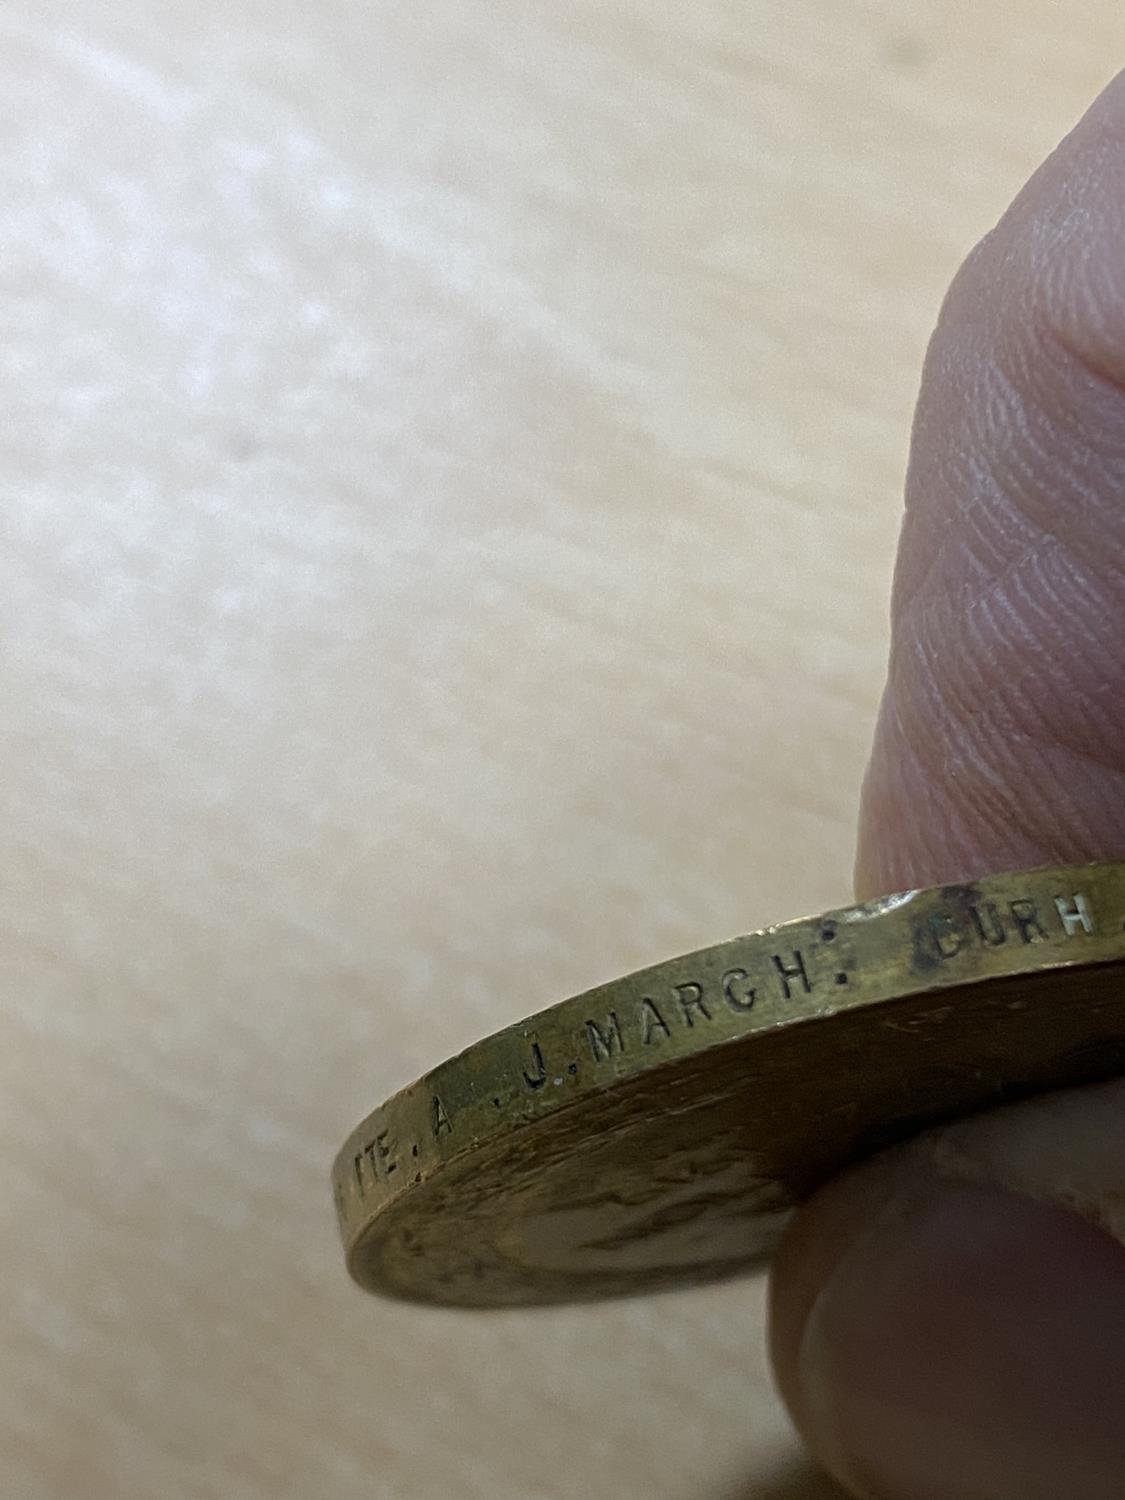 PTE. A. J. MARCH. DURH